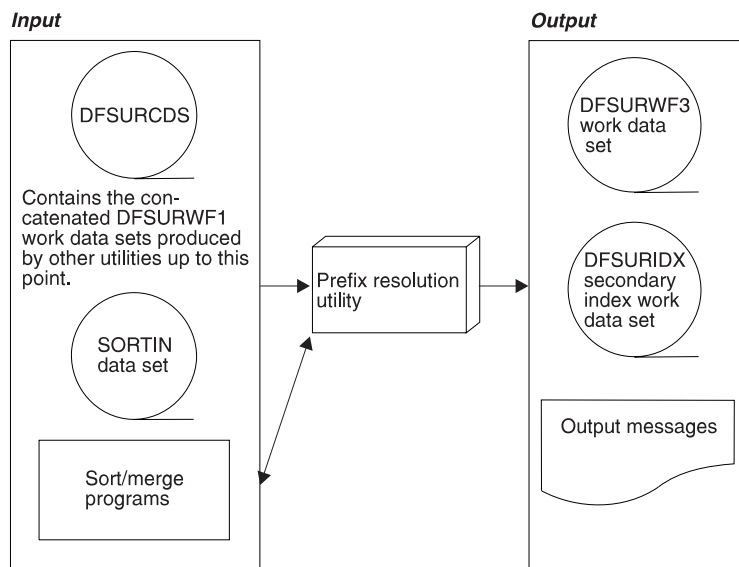 Input
DFSURCDS
Contains the con-
catenated DFSURWF1
work data sets produced
by other utilities up to this
point.
SORTIN
data set
Sort/merge
programs
Prefix resolution
utility
Output
DFSURWF3
work data
set
DFSURIDX
secondary
index work
data set
Output messages